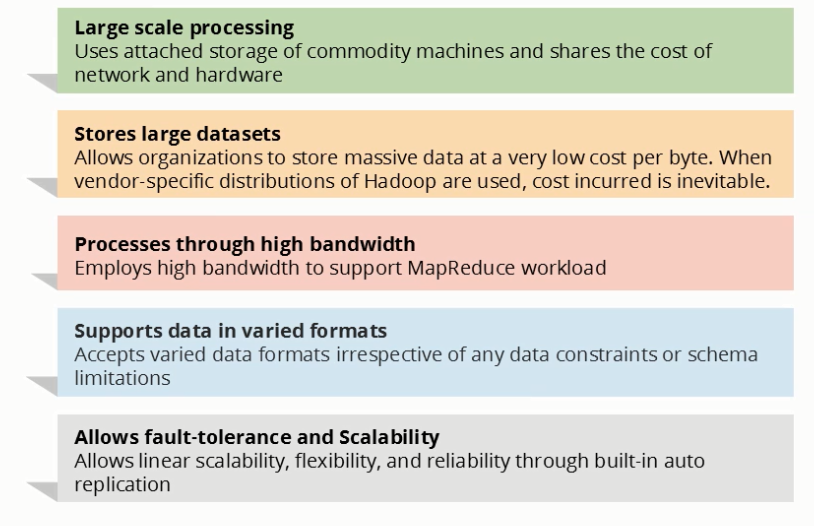 Large scale processing
Uses attached storage of commodity machines and shares the cost of
network and hardware
Stores large datasets
Allows organizations to store massive data at a very low cost per byte. When
vendor-specific distributions of Hadoop are used, cost incurred is inevitable.
Processes through high bandwidth
Employs high bandwidth to support MapReduce workload
Supports data in varied formats
Accepts varied data formats irrespective of any data constraints or schema
limitations
Allows fault-tolerance and Scalability
Allows linear scalability, flexibility, and reliability through built-in auto
replication